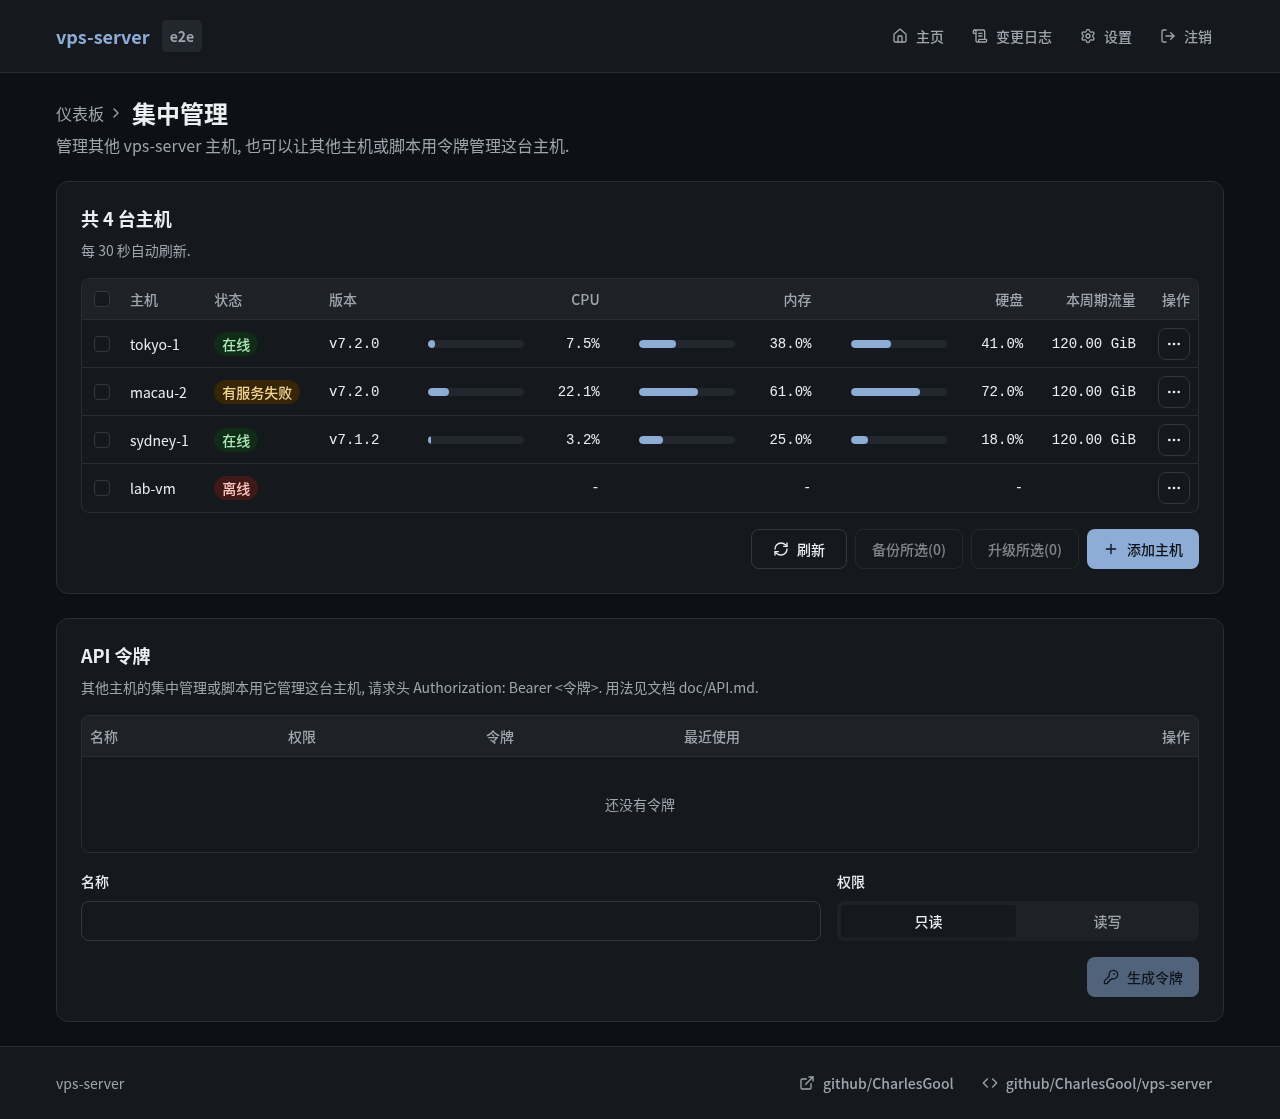 vps-server e2e 主页 变更日志 设置 注销
仪表板 集中管理
管理其他 vps-server 主机, 也可以让其他主机或脚本用令牌管理这台主机.
共 4 台主机
每 30 秒自动刷新.
主机 状态 版本 CPU 内存 硬盘 本周期流量 操作
tokyo-1 在线 v7.2.0 7.5% 38.0% 41.0% 120.00 GiB
macau-2 有服务失败 v7.2.0 22.1% 61.0% 72.0% 120.00 GiB
sydney-1 在线 v7.1.2 3.2% 25.0% 18.0% 120.00 GiB
lab-vm 离线 - - -
刷新 备份所选(0) 升级所选(0) 添加主机
API 令牌
其他主机的集中管理或脚本用它管理这台主机, 请求头 Authorization: Bearer <令牌>. 用法见文档 doc/API.md.
名称 权限 令牌 最近使用 操作
还没有令牌
名称 权限
只读 读写
生成令牌
vps-server github/CharlesGool github/CharlesGool/vps-server